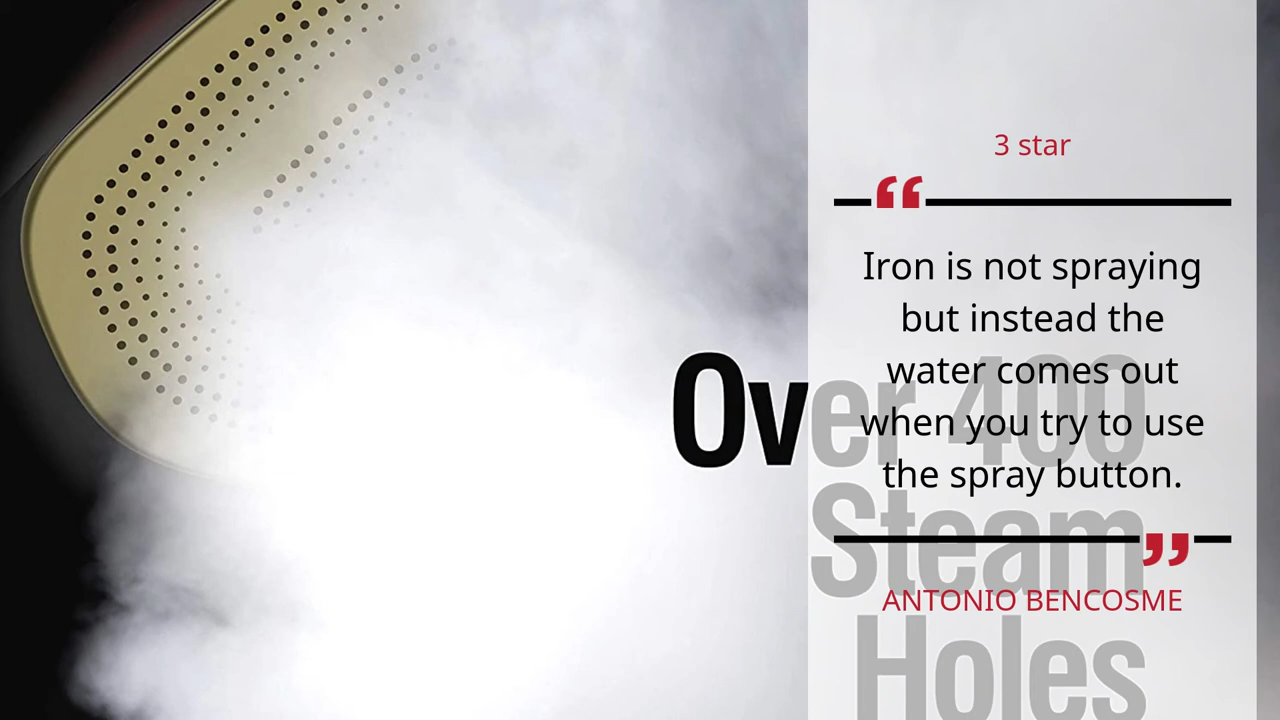 3 star
“
Iron is not spraying
but instead the
water comes out
when you try to use
the spray button.
”
ANTONIO BENCOSME
Over 400
Steam
Holes